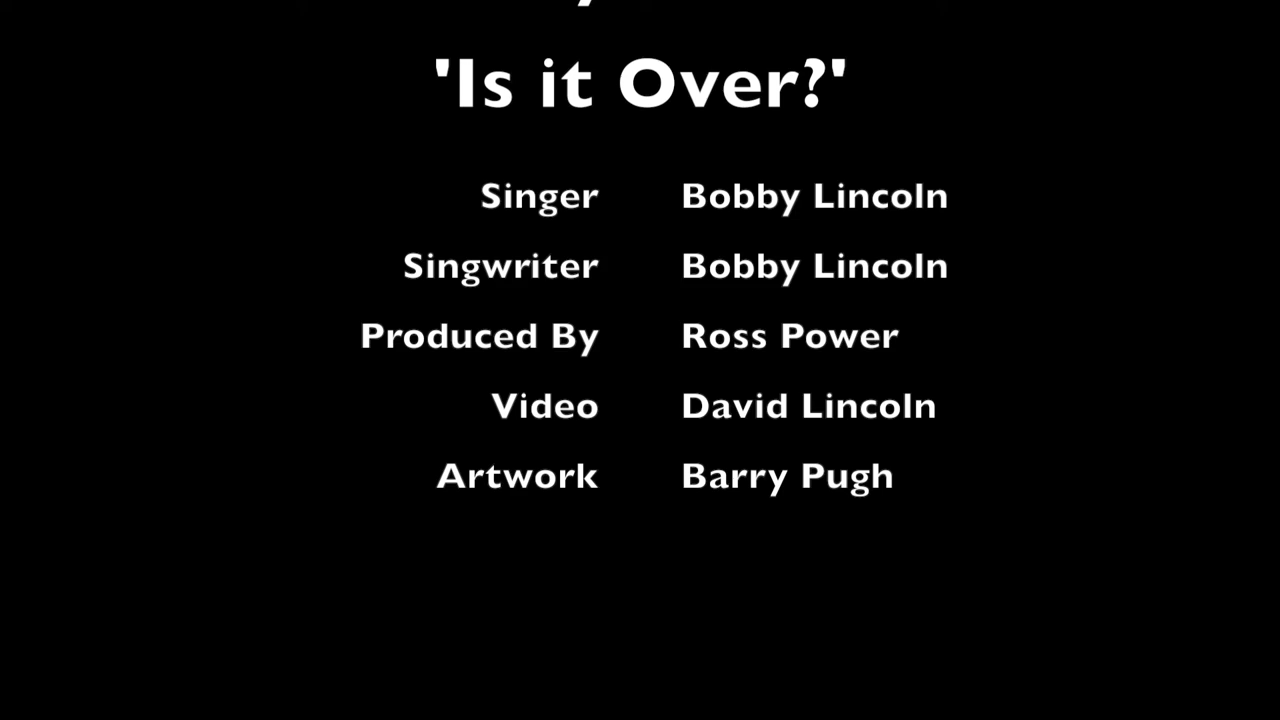 'Is it Over?'
Singer Bobby Lincoln
Singwriter Bobby Lincoln
Produced By Ross Power
Video David Lincoln
Artwork Barry Pugh